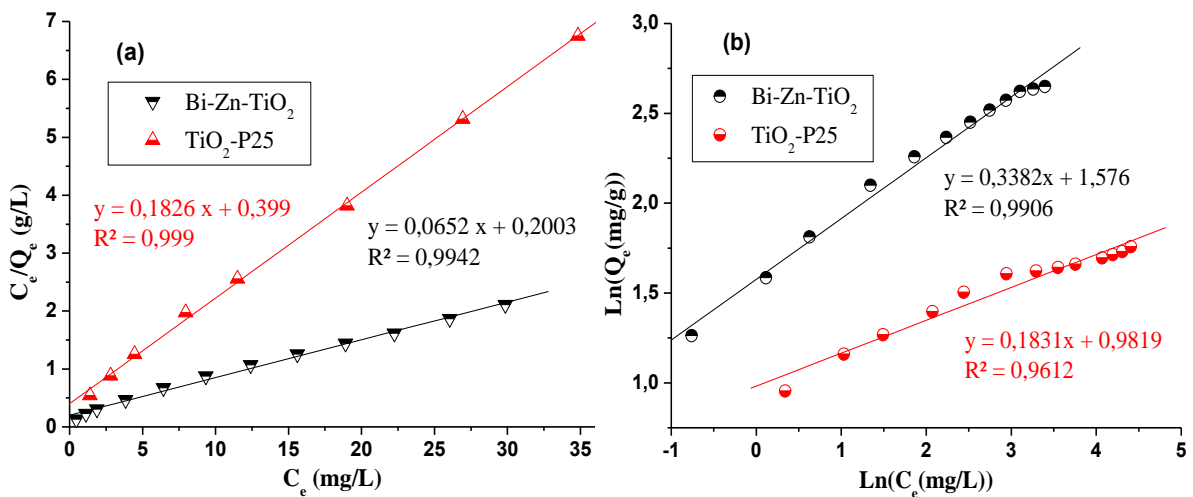 (a)
Bi-Zn-TiO₂
TiO₂-P25
y = 0,1826 x + 0,399
R² = 0,999
y = 0,0652 x + 0,2003
R² = 0,9942
Cₑ/Qₑ (g/L)
7
6
5
4
3
2
1
0
0
5
10
15
20
25
30
35
Cₑ (mg/L)
(b)
Bi-Zn-TiO₂
TiO₂-P25
y = 0,3382x + 1,576
R² = 0,9906
y = 0,1831x + 0,9819
R² = 0,9612
Ln(Qₑ(mg/g))
3,0
2,5
2,0
1,5
1,0
-1
0
1
2
3
4
5
Ln(Cₑ(mg/L))